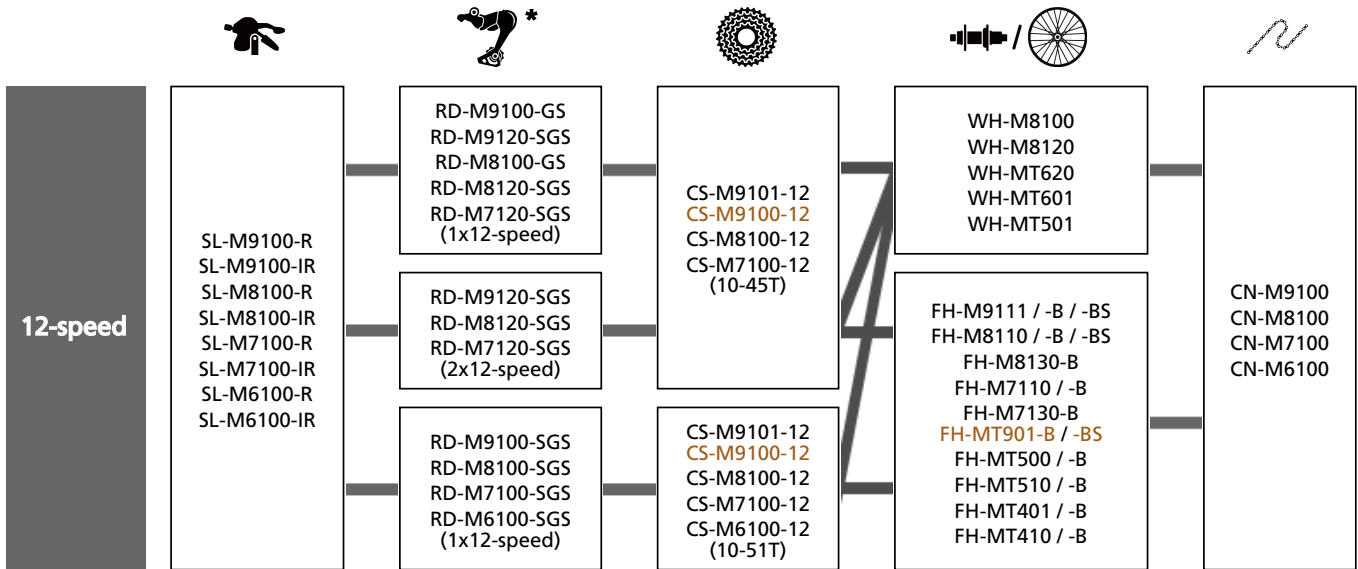 *
/
12-speed
SL-M9100-R
SL-M9100-IR
SL-M8100-R
SL-M8100-IR
SL-M7100-R
SL-M7100-IR
SL-M6100-R
SL-M6100-IR
RD-M9100-GS
RD-M9120-SGS
RD-M8100-GS
RD-M8120-SGS
RD-M7120-SGS
(1x12-speed)
RD-M9120-SGS
RD-M8120-SGS
RD-M7120-SGS
(2x12-speed)
RD-M9100-SGS
RD-M8100-SGS
RD-M7100-SGS
RD-M6100-SGS
(1x12-speed)
CS-M9101-12
CS-M9100-12
CS-M8100-12
CS-M7100-12
(10-45T)
CS-M9101-12
CS-M9100-12
CS-M8100-12
CS-M7100-12
CS-M6100-12
(10-51T)
WH-M8100
WH-M8120
WH-MT620
WH-MT601
WH-MT501
FH-M9111 / -B / -BS
FH-M8110 / -B / -BS
FH-M8130-B
FH-M7110 / -B
FH-M7130-B
FH-MT901-B / -BS
FH-MT500 / -B
FH-MT510 / -B
FH-MT401 / -B
FH-MT410 / -B
CN-M9100
CN-M8100
CN-M7100
CN-M6100